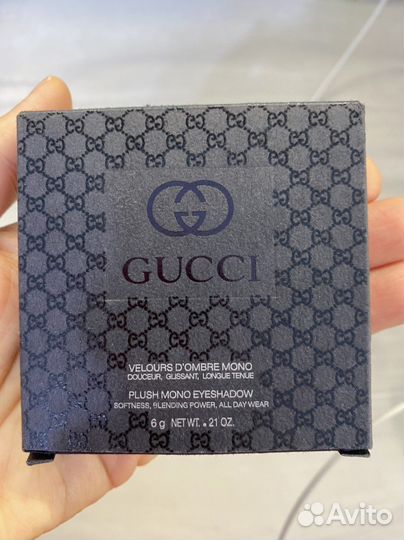 GUCCI
VELOURS D'OMBRE MONO
DOUCEUR, GLISSANT, LONGUE TENUE
PLUSH MONO EYESHADOW
SOFTNESS, BLENDING POWER, ALL DAY WEAR
6 g NET WT. .21 OZ.
Avito